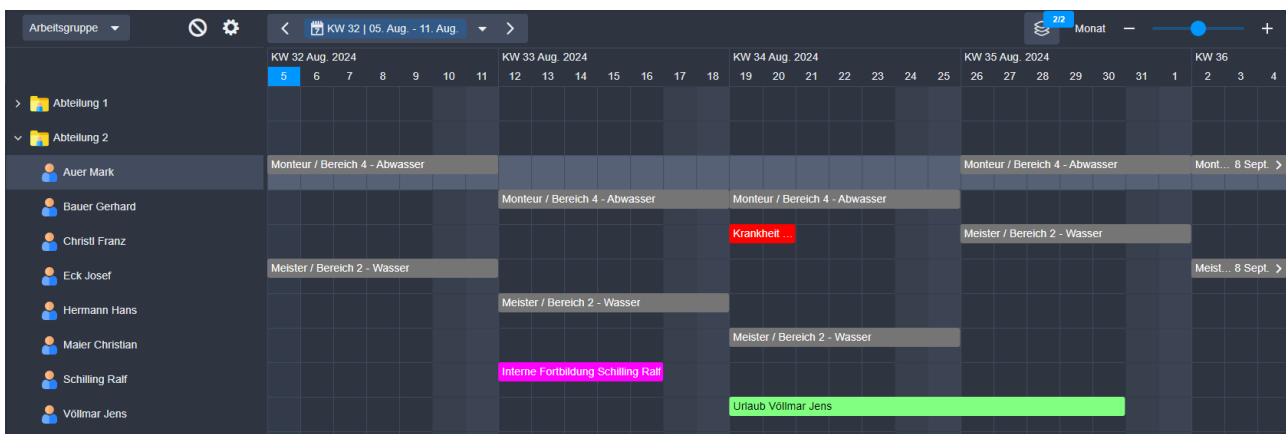 Arbeitsgruppe KW 32 | 05. Aug. - 11. Aug. 2/2 Monat
KW 32 Aug. 2024 KW 33 Aug. 2024 KW 34 Aug. 2024 KW 35 Aug. 2024 KW 36
5 6 7 8 9 10 11 12 13 14 15 16 17 18 19 20 21 22 23 24 25 26 27 28 29 30 31 1 2 3 4
Abteilung 1
Abteilung 2
Auer Mark Monteur / Bereich 4 - Abwasser Monteur / Bereich 4 - Abwasser Mont... 8 Sept.
Bauer Gerhard Monteur / Bereich 4 - Abwasser Monteur / Bereich 4 - Abwasser
Christl Franz Krankheit ... Meister / Bereich 2 - Wasser
Eck Josef Meister / Bereich 2 - Wasser Meist... 8 Sept.
Hermann Hans Meister / Bereich 2 - Wasser
Maier Christian Meister / Bereich 2 - Wasser
Schilling Ralf Interne Fortbildung Schilling Ralf
Völlmar Jens Urlaub Völlmar Jens